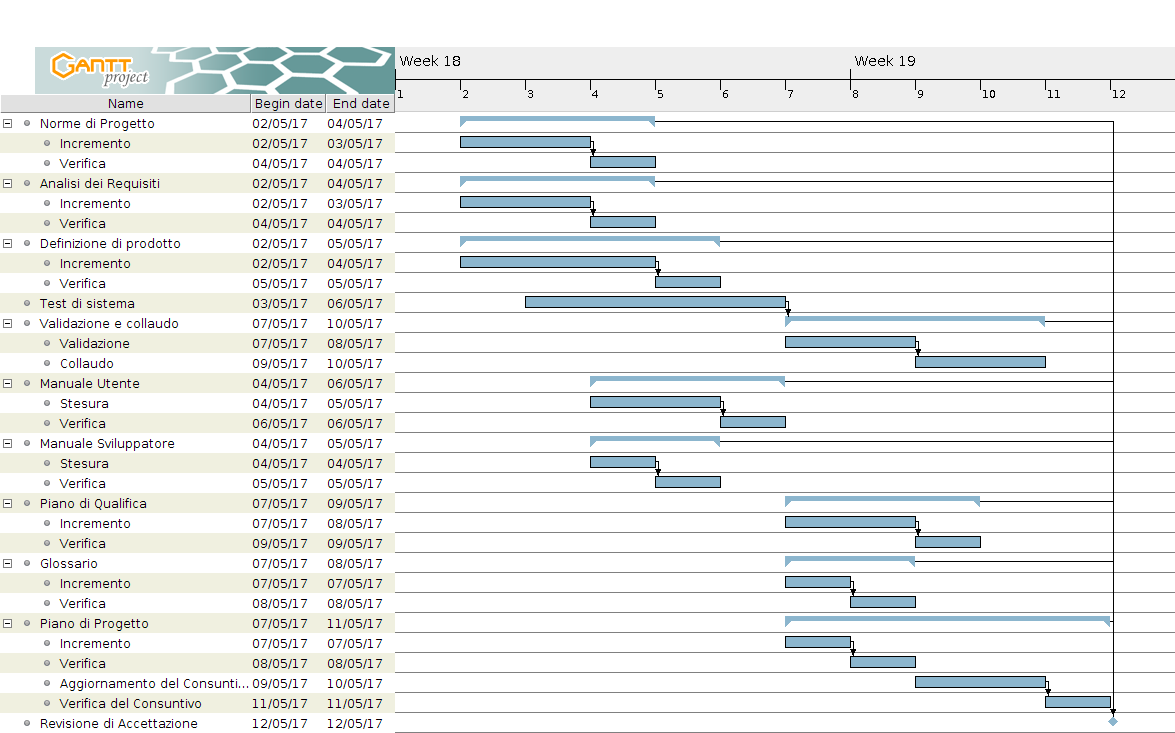 GANTT
project
Week 18 Week 19
1 2 3 4 5 6 7 8 9 10 11 12
Name Begin date End date
Norme di Progetto 02/05/17 04/05/17
Incremento 02/05/17 03/05/17
Verifica 04/05/17 04/05/17
Analisi dei Requisiti 02/05/17 04/05/17
Incremento 02/05/17 03/05/17
Verifica 04/05/17 04/05/17
Definizione di prodotto 02/05/17 05/05/17
Incremento 02/05/17 04/05/17
Verifica 05/05/17 05/05/17
Test di sistema 03/05/17 06/05/17
Validazione e collaudo 07/05/17 10/05/17
Validazione 07/05/17 08/05/17
Collaudo 09/05/17 10/05/17
Manuale Utente 04/05/17 06/05/17
Stesura 04/05/17 05/05/17
Verifica 06/05/17 06/05/17
Manuale Sviluppatore 04/05/17 05/05/17
Stesura 04/05/17 04/05/17
Verifica 05/05/17 05/05/17
Piano di Qualifica 07/05/17 09/05/17
Incremento 07/05/17 08/05/17
Verifica 09/05/17 09/05/17
Glossario 07/05/17 08/05/17
Incremento 07/05/17 07/05/17
Verifica 08/05/17 08/05/17
Piano di Progetto 07/05/17 11/05/17
Incremento 07/05/17 07/05/17
Verifica 08/05/17 08/05/17
Aggiornamento del Consunti... 09/05/17 10/05/17
Verifica del Consuntivo 11/05/17 11/05/17
Revisione di Accettazione 12/05/17 12/05/17